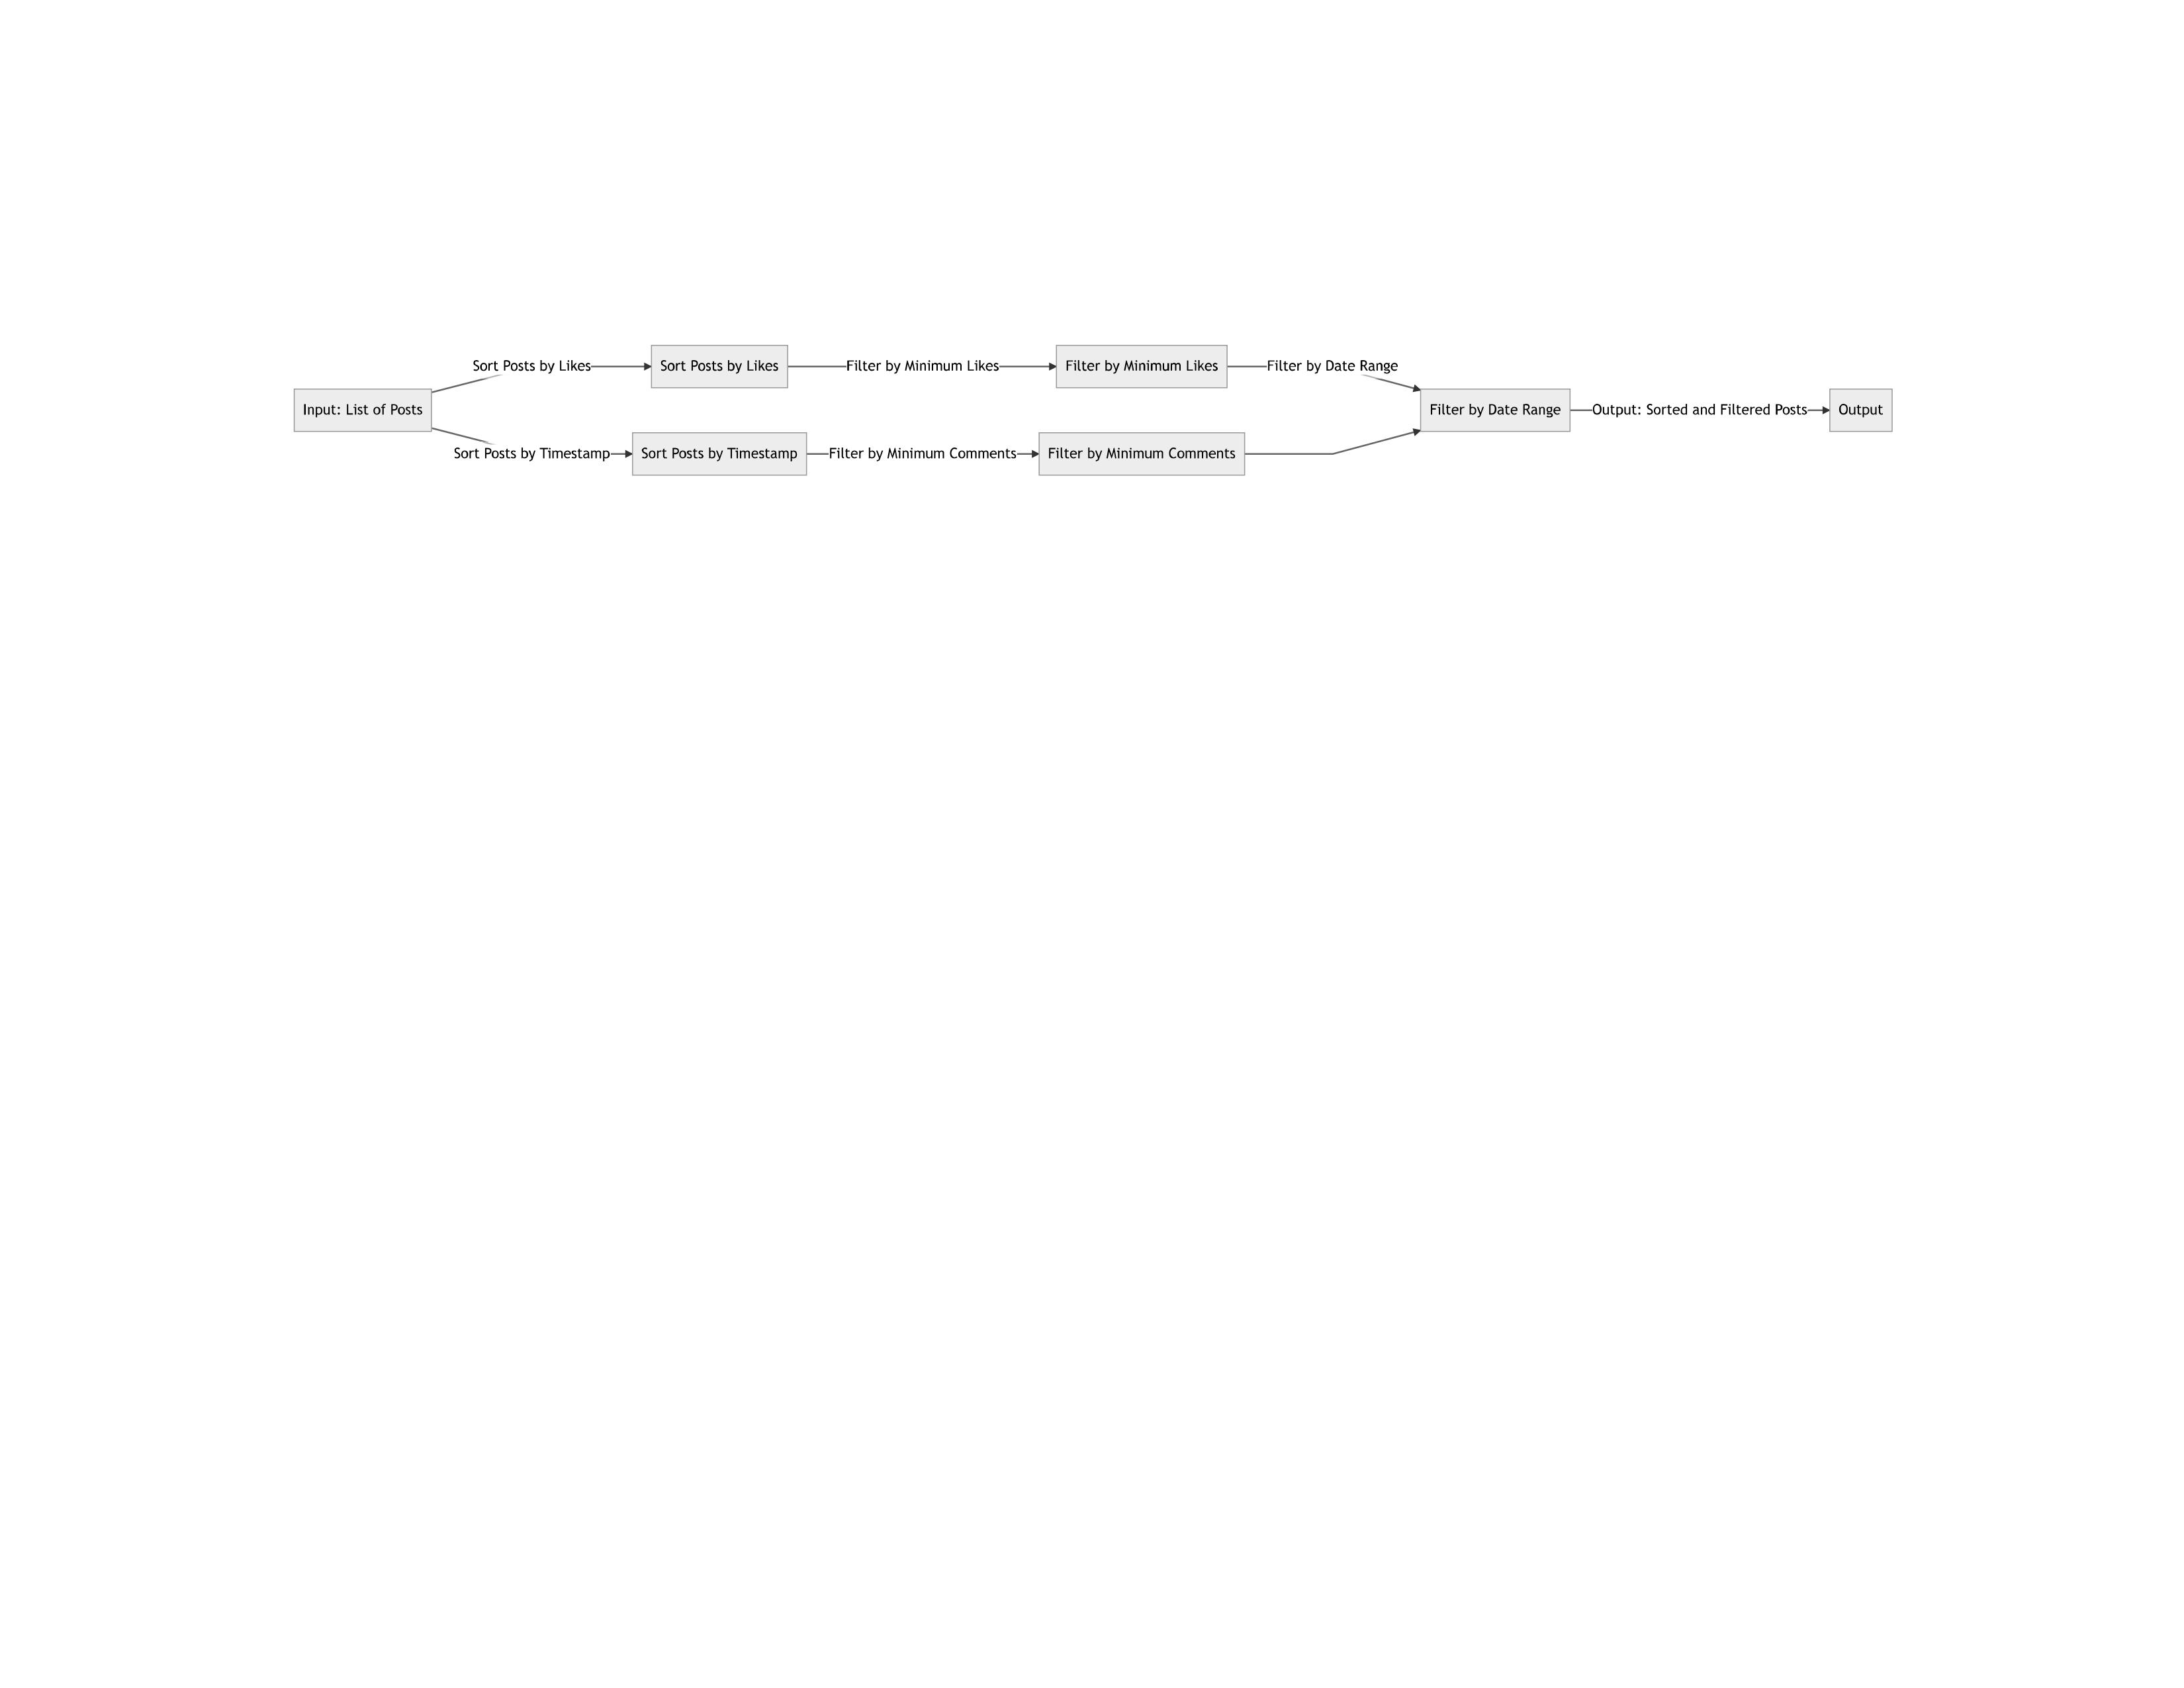 Sort Posts by Likes
Sort Posts by Likes
Filter by Minimum Likes
Filter by Minimum Likes
Filter by Date Range
Input: List of Posts
Filter by Date Range
Output: Sorted and Filtered Posts
Output
Sort Posts by Timestamp
Sort Posts by Timestamp
Filter by Minimum Comments
Filter by Minimum Comments